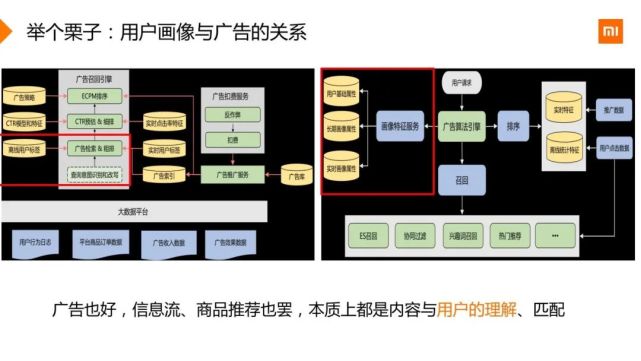 举个栗子：用户画像与广告的关系
mi
广告召回引擎
广告策略
ECPM排序
广告扣费服务
CTR模型和特征
CTR预估 & 粗排
实时点击率特征
反作弊
扣费
离线用户标签
广告检索 & 粗排
实时用户标签
查询意图识别和改写
广告索引
广告推广服务
广告库
大数据平台
用户行为日志
平台商品订单数据
广告收入数据
广告效果数据
用户请求
用户基础属性
长期画像属性
实时画像属性
画像特征服务
广告算法引擎
排序
实时特征
离线统计特征
推广数据
用户点击数据
召回
ES召回
协同过滤
兴趣词召回
热门推荐
•••
广告也好，信息流、商品推荐也罢，本质上都是内容与用户的理解、匹配